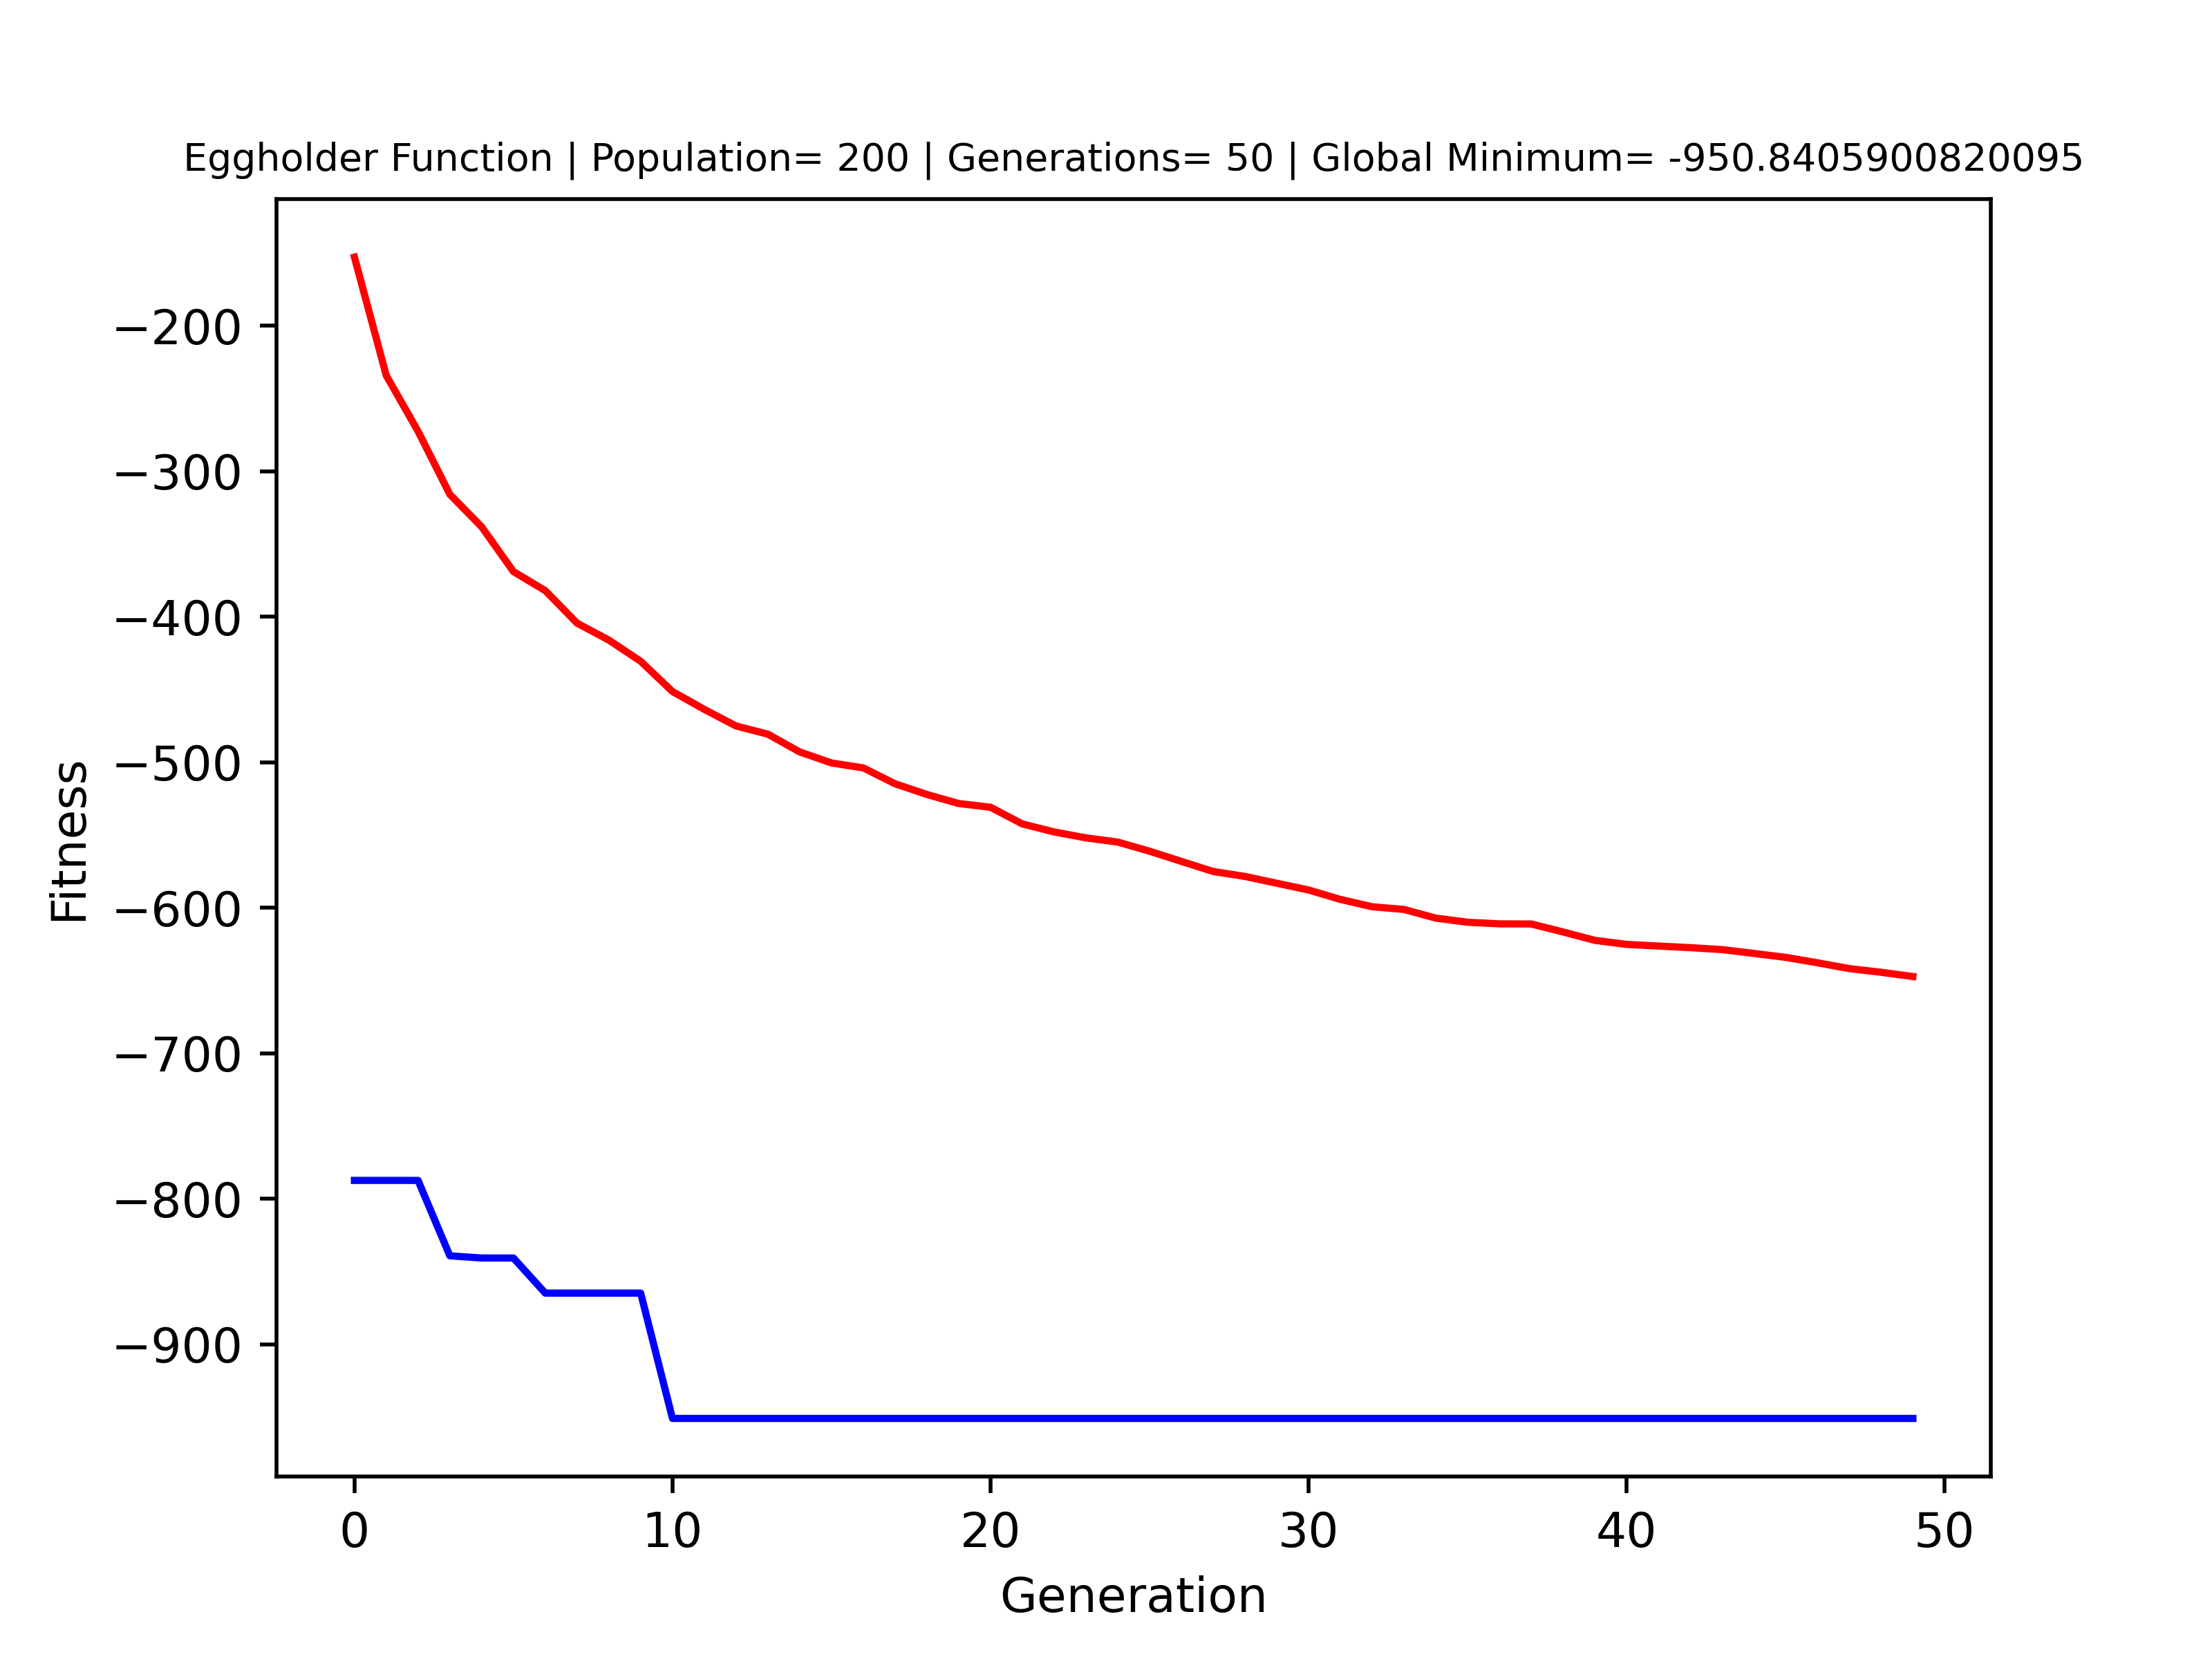 Eggholder Function | Population= 200 | Generations= 50 | Global Minimum= -950.8405900820095
−200
−300
−400
−500
−600
−700
−800
−900
Fitness
0 10 20 30 40 50
Generation